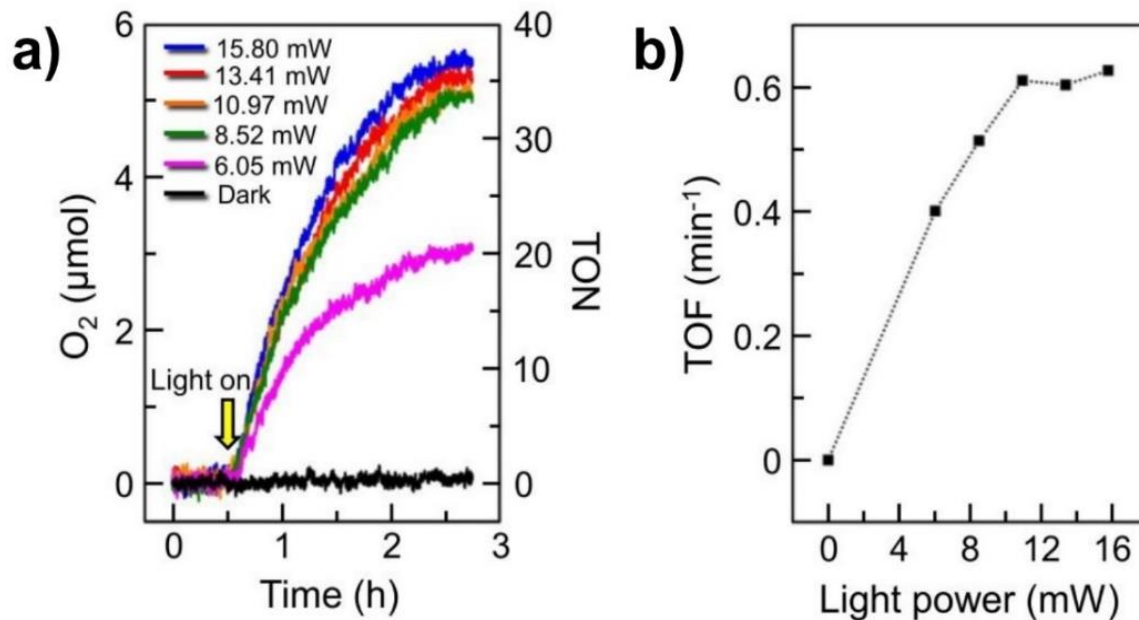 a)
6
4
2
0
O₂ (µmol)
15.80 mW
13.41 mW
10.97 mW
8.52 mW
6.05 mW
Dark
Light on
40
30
20
10
0
TON
0 1 2 3
Time (h)
b)
0.6
0.4
0.2
0
TOF (min⁻¹)
0 4 8 12 16
Light power (mW)